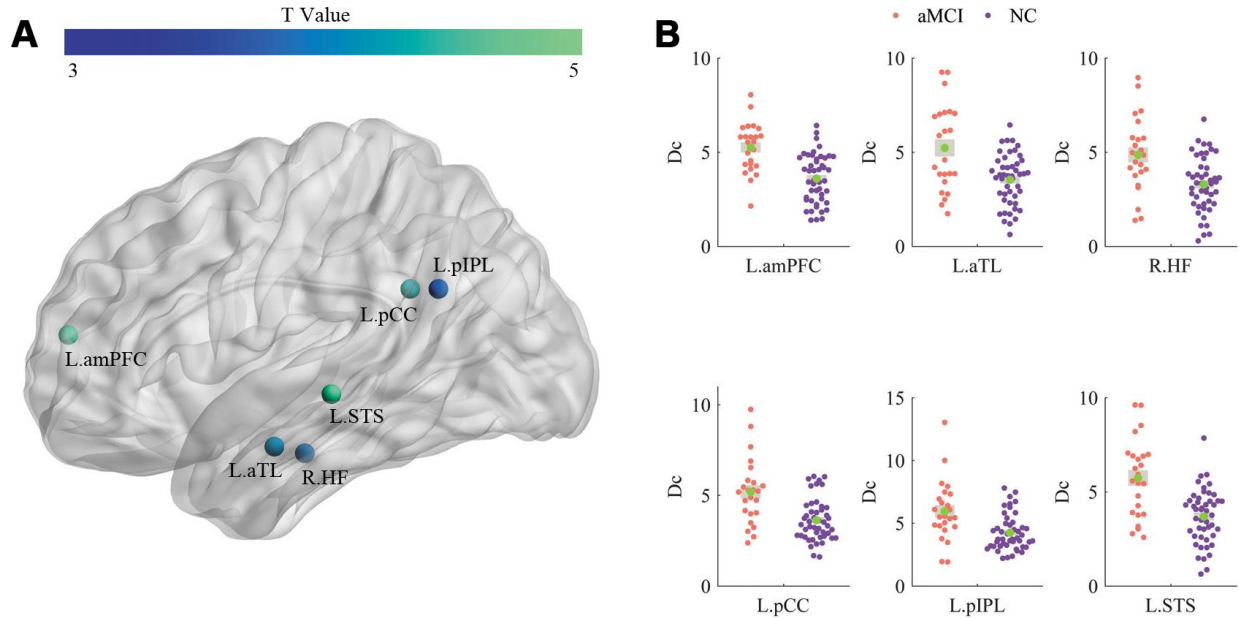 A
T Value
3
5
L.pIPL
L.pCC
L.amPFC
L.STS
L.aTL
R.HF
B
aMCI
NC
10
5
0
Dc
L.amPFC
10
5
0
Dc
L.aTL
10
5
0
Dc
R.HF
10
5
0
Dc
L.pCC
15
10
5
0
Dc
L.pIPL
10
5
0
Dc
L.STS